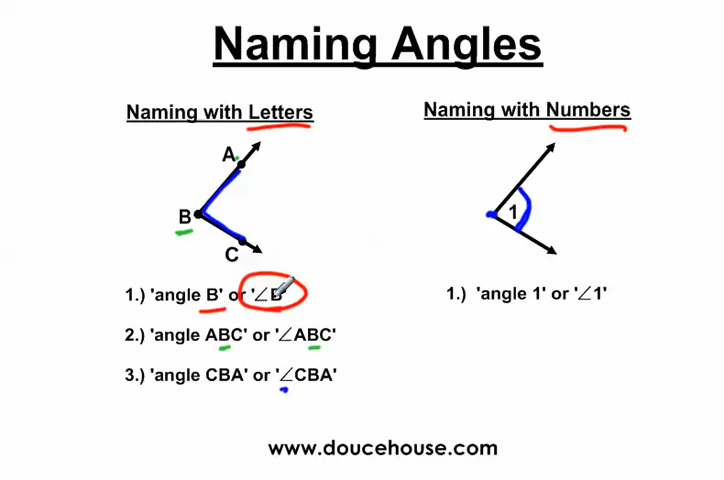 Naming Angles
Naming with Letters
A
B
C
1.) 'angle B' or '∠B'
2.) 'angle ABC' or '∠ABC'
3.) 'angle CBA' or '∠CBA'
Naming with Numbers
1
1.) 'angle 1' or '∠1'
www.doucehouse.com